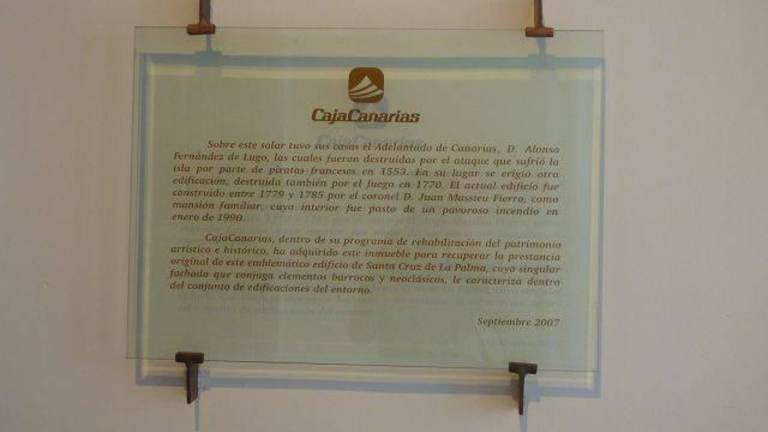 CajaCanarias
Sobre este solar tuvo sus casas el Adelantado de Canarias, D. Alonso
Fernández de Lugo, las cuales fueron destruidas por el ataque que sufrió la
isla por parte de piratas franceses en 1553. En su lugar se erigió otra
edificación, destruida también por el fuego en 1770. El actual edificio fue
construido entre 1779 y 1785 por el coronel D. Juan Massieu Fierro, como
mansión familiar, cuyo interior fue pasto de un pavoroso incendio en
enero de 1990.
CajaCanarias, dentro de su programa de rehabilitación del patrimonio
artístico e histórico, ha adquirido este inmueble para recuperar la prestancia
original de este emblemático edificio de Santa Cruz de La Palma, cuya singular
fachada que conjuga elementos barrocos y neoclásicos, le caracteriza dentro
del conjunto de edificaciones del entorno.
Septiembre 2007